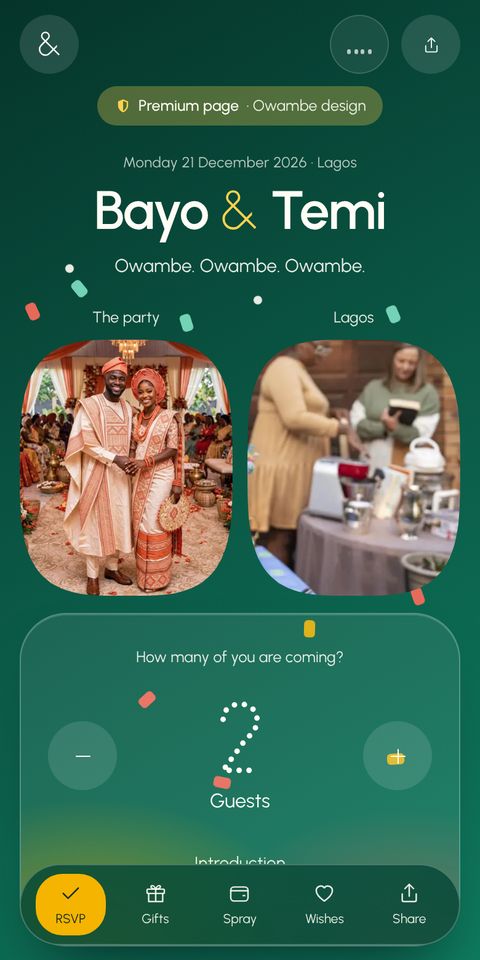 &
Premium page · Owambe design
Monday 21 December 2026 · Lagos
Bayo & Temi
Owambe. Owambe. Owambe.
The party
Lagos
How many of you are coming?
2
Guests
Introduction
RSVP
Gifts
Spray
Wishes
Share